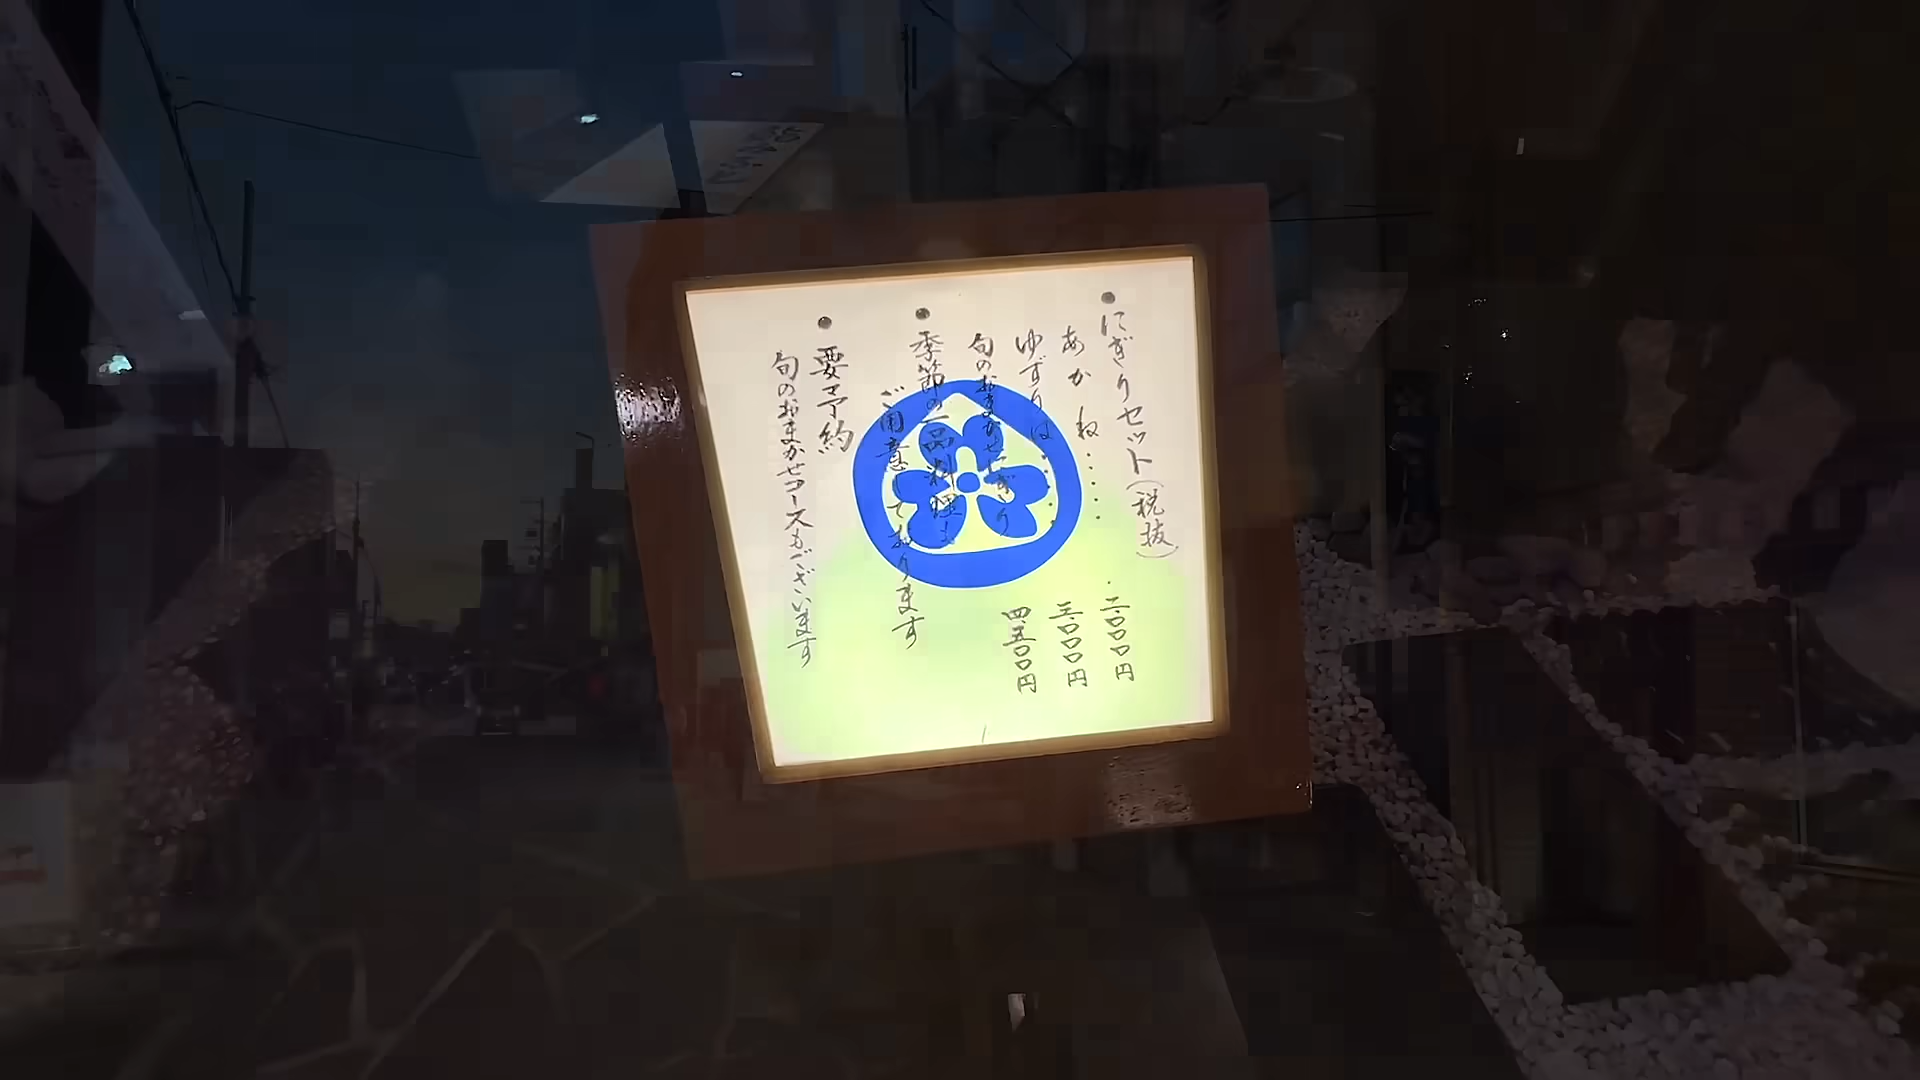 ●にぎりセット(税抜)
あかね‥‥‥ 二、〇〇〇円
ゆずりは‥‥‥ 三、〇〇〇円
旬のおまかせにぎり 四、五〇〇円
●季節の一品料理も
ご用意しております
●要予約
旬のおまかせコースもございます